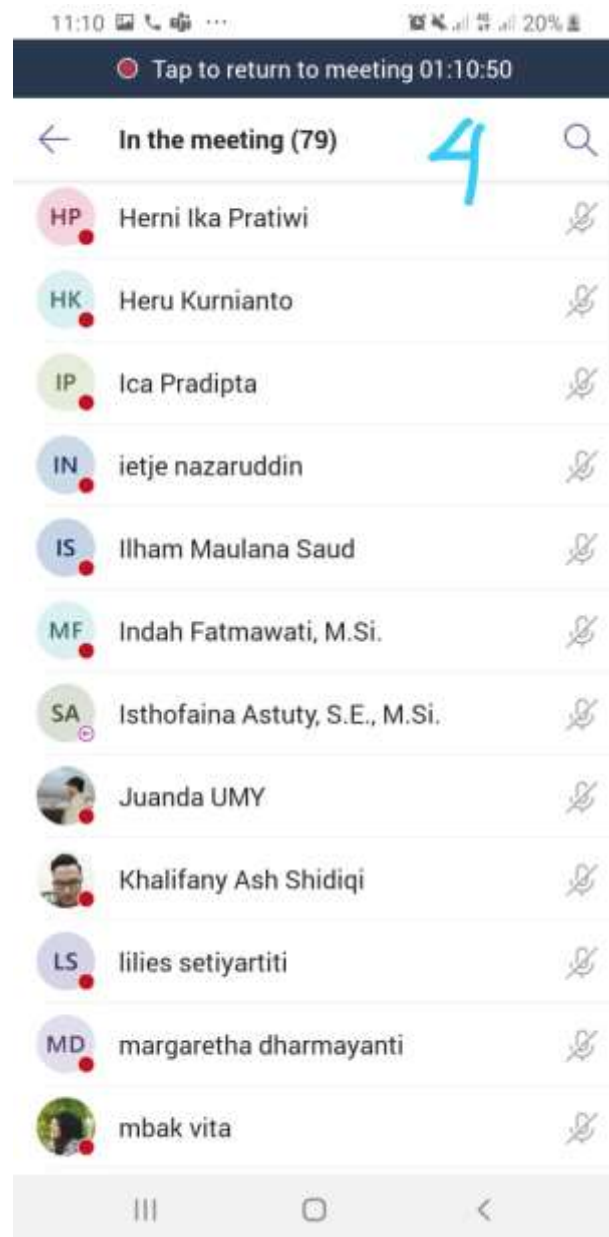 11:10 20%
Tap to return to meeting 01:10:50
In the meeting (79) 4
HP Herni Ika Pratiwi
HK Heru Kurnianto
IP Ica Pradipta
IN ietje nazaruddin
IS Ilham Maulana Saud
MF Indah Fatmawati, M.Si.
SA Isthofaina Astuty, S.E., M.Si.
Juanda UMY
Khalifany Ash Shidiqi
LS lilies setiyartiti
MD margaretha dharmayanti
mbak vita